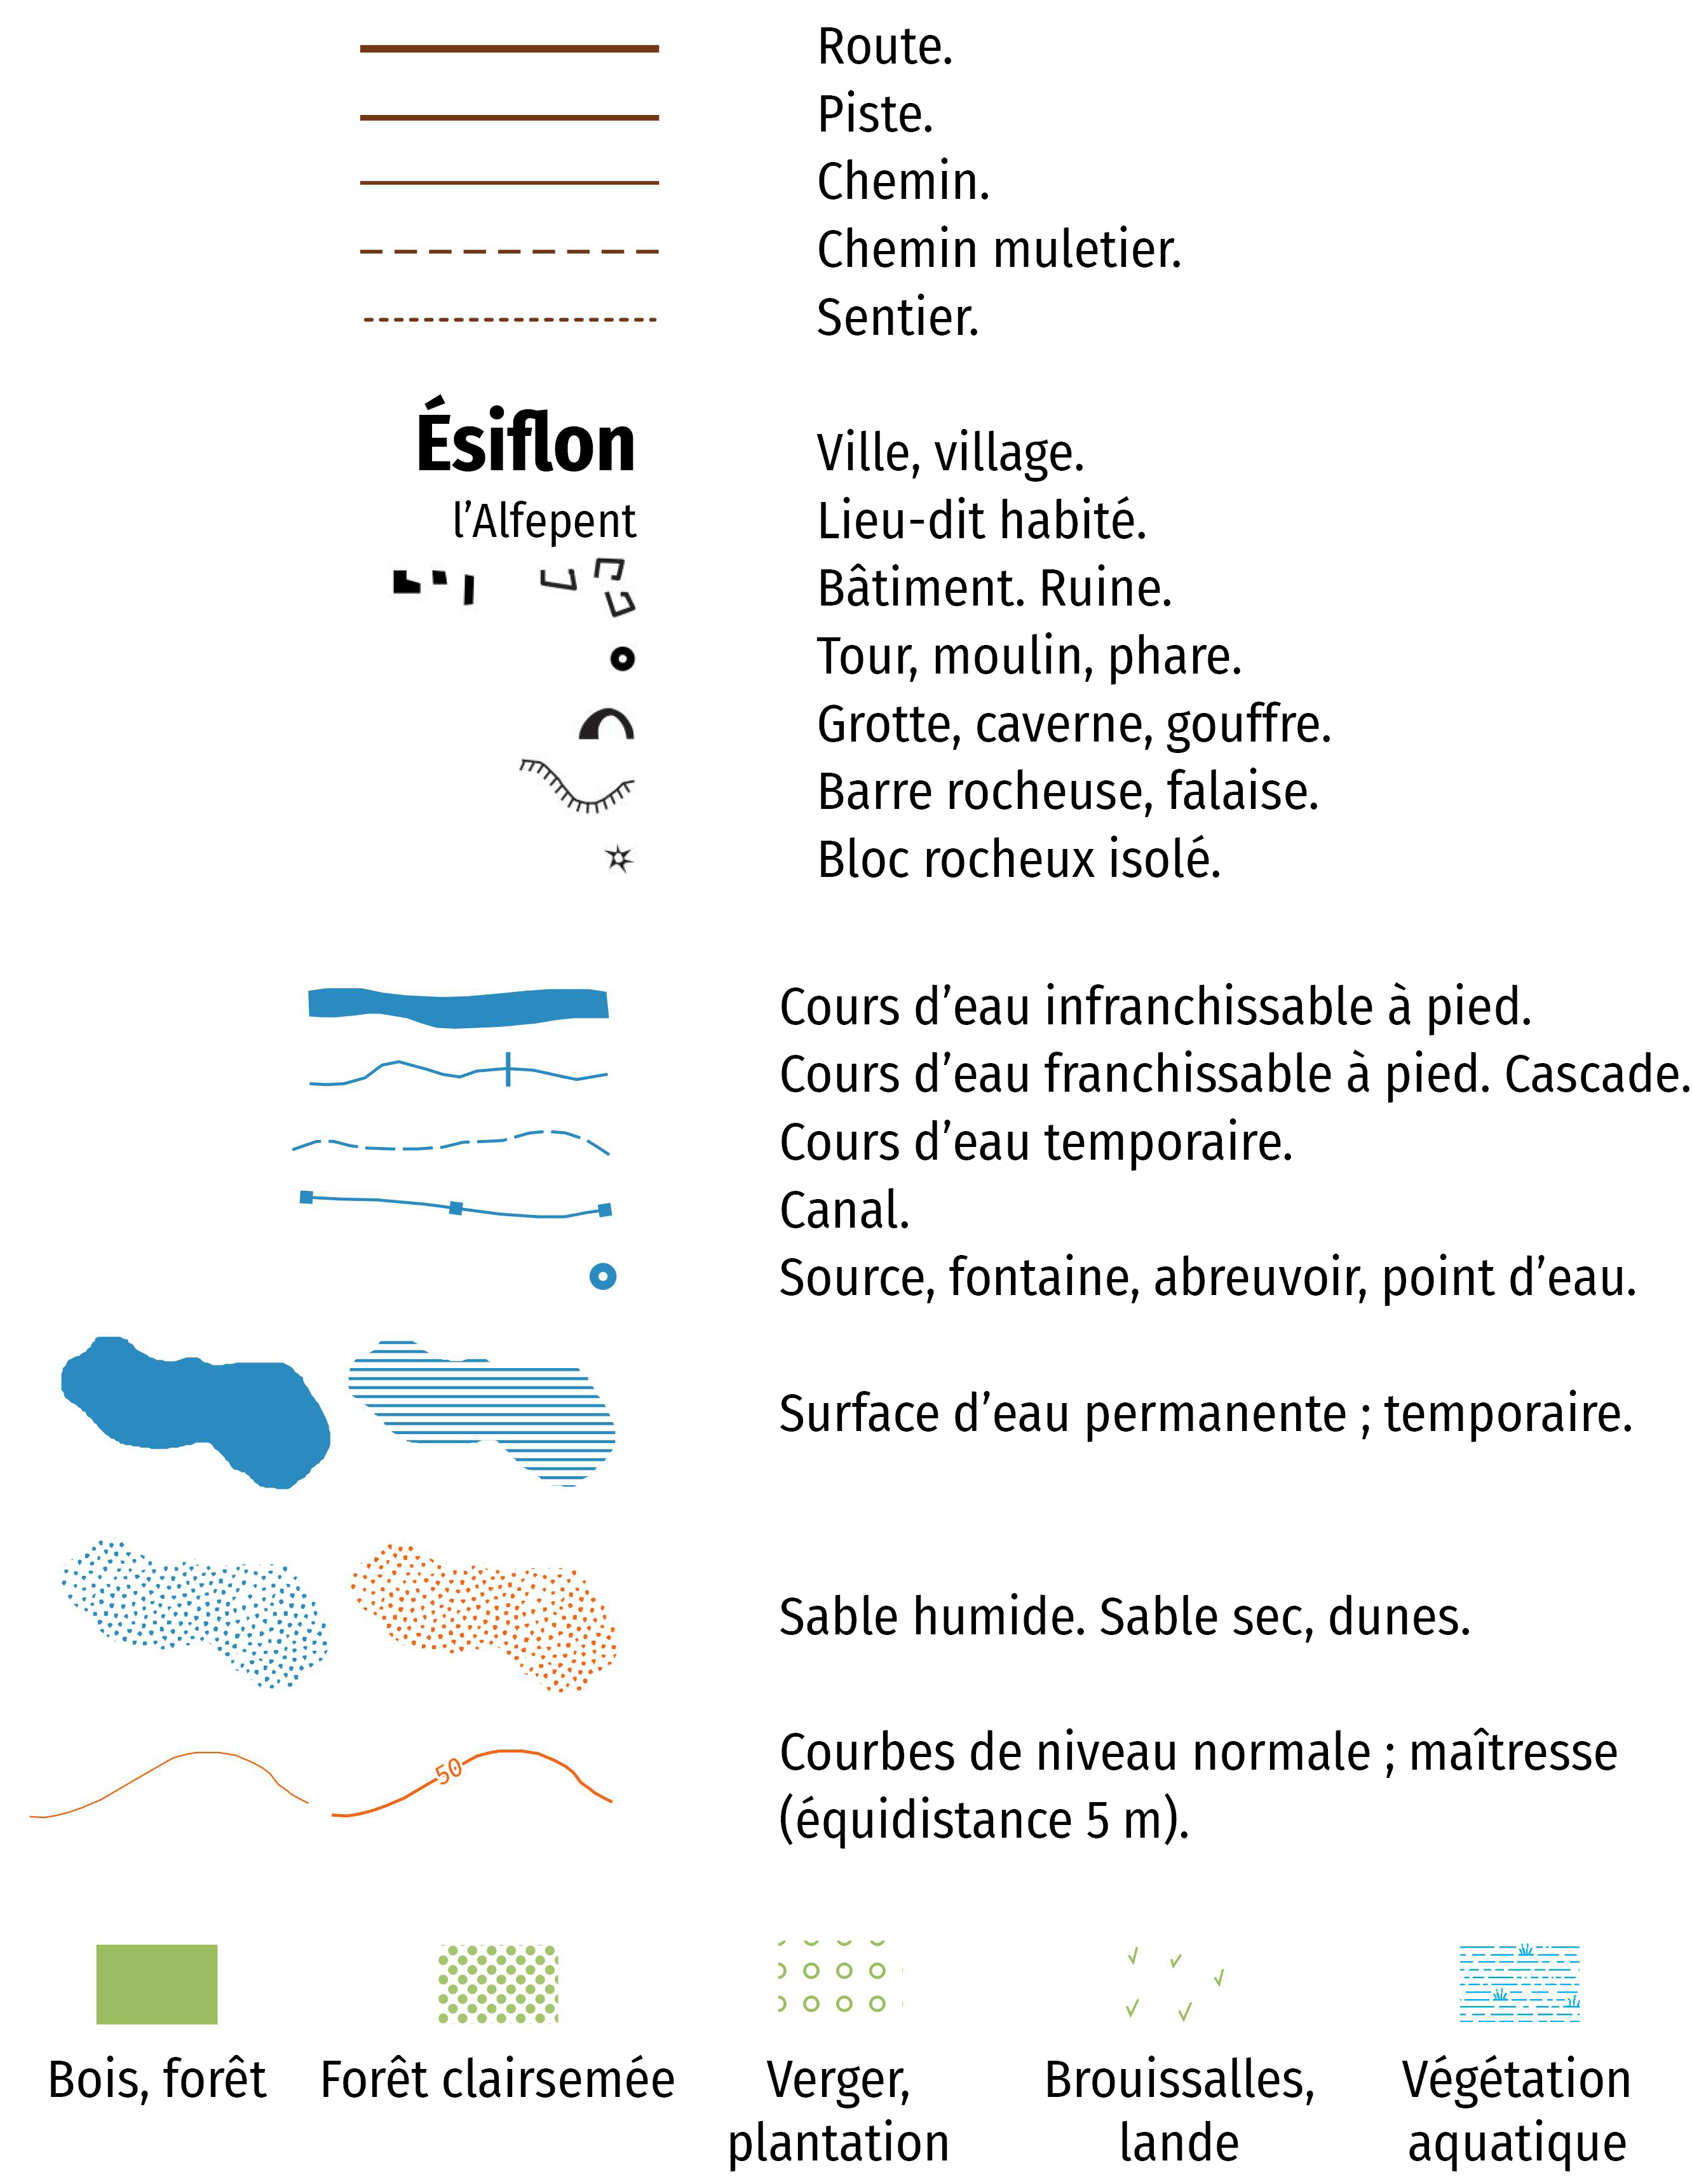 Route.
Piste.
Chemin.
Chemin muletier.
Sentier.
Ésiflon
Ville, village.
l’Alfepent
Lieu-dit habité.
Bâtiment. Ruine.
Tour, moulin, phare.
Grotte, caverne, gouffre.
Barre rocheuse, falaise.
Bloc rocheux isolé.
Cours d’eau infranchissable à pied.
Cours d’eau franchissable à pied. Cascade.
Cours d’eau temporaire.
Canal.
Source, fontaine, abreuvoir, point d’eau.
Surface d’eau permanente ; temporaire.
Sable humide. Sable sec, dunes.
50
Courbes de niveau normale ; maîtresse
(équidistance 5 m).
Bois, forêt
Forêt clairsemée
Verger,
plantation
Brouissalles,
lande
Végétation
aquatique